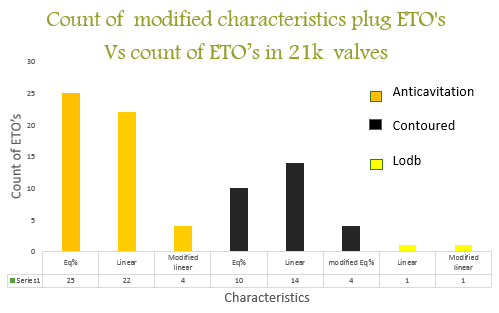 Count of modified characteristics plug ETO's
Vs count of ETO’s in 21k valves
30
25
20
15
10
5
0
Count of ETO’s
Anticavitation
Contoured
Lodb
Eq% Linear Modified linear Eq% Linear modified Eq% Linear Modified linear
Series1 25 22 4 10 14 4 1 1
Characteristics